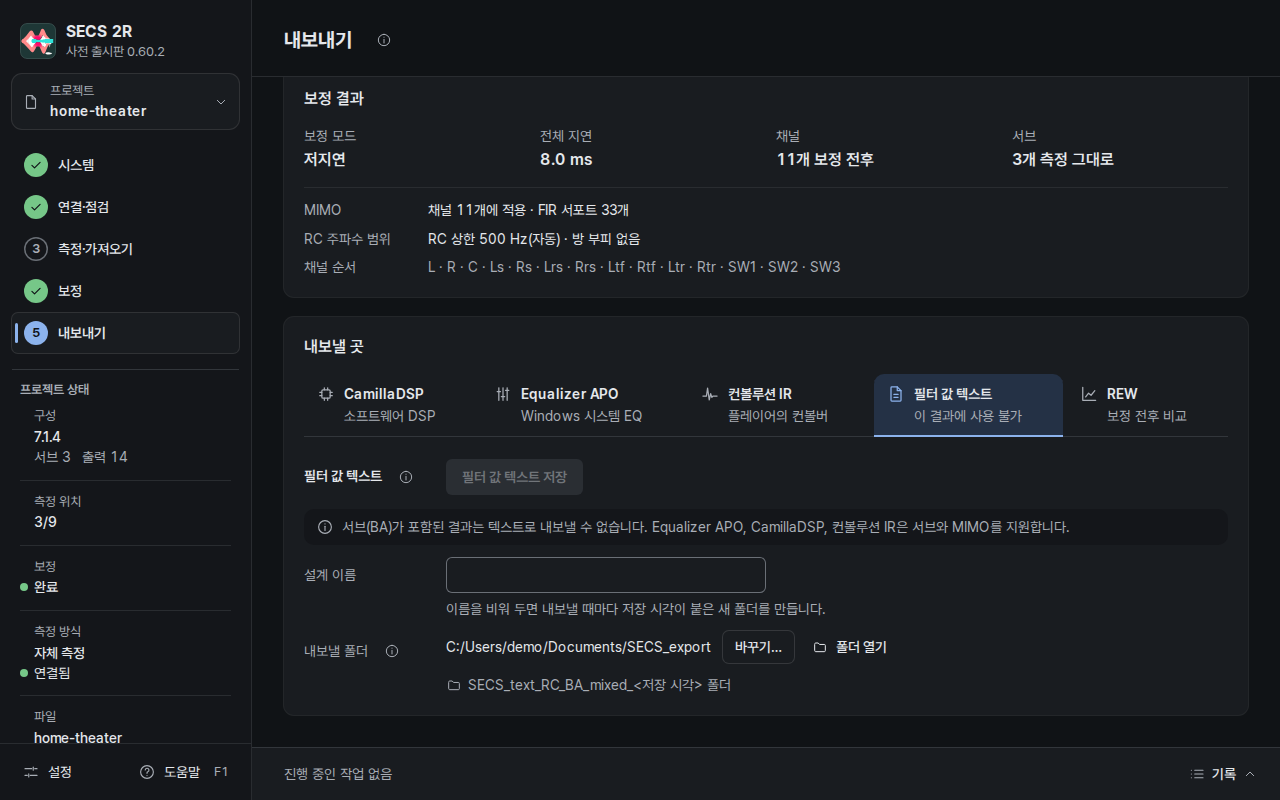 SECS 2R
사전 출시판 0.60.2
프로젝트
home-theater
시스템
연결·점검
3 측정·가져오기
보정
5 내보내기
프로젝트 상태
구성
7.1.4
서브 3 출력 14
측정 위치
3/9
보정
완료
측정 방식
자체 측정
연결됨
파일
home-theater
설정 도움말 F1
내보내기
보정 결과
보정 모드 전체 지연 채널 서브
저지연 8.0 ms 11개 보정 전후 3개 측정 그대로
MIMO 채널 11개에 적용 · FIR 서포트 33개
RC 주파수 범위 RC 상한 500 Hz(자동) · 방 부피 없음
채널 순서 L · R · C · Ls · Rs · Lrs · Rrs · Ltf · Rtf · Ltr · Rtr · SW1 · SW2 · SW3
내보낼 곳
CamillaDSP Equalizer APO 컨볼루션 IR 필터 값 텍스트 REW
소프트웨어 DSP Windows 시스템 EQ 플레이어의 컨볼버 이 결과에 사용 불가 보정 전후 비교
필터 값 텍스트 필터 값 텍스트 저장
서브(BA)가 포함된 결과는 텍스트로 내보낼 수 없습니다. Equalizer APO, CamillaDSP, 컨볼루션 IR은 서브와 MIMO를 지원합니다.
설계 이름
이름을 비워 두면 내보낼 때마다 저장 시각이 붙은 새 폴더를 만듭니다.
내보낼 폴더 C:/Users/demo/Documents/SECS_export 바꾸기... 폴더 열기
SECS_text_RC_BA_mixed_<저장 시각> 폴더
진행 중인 작업 없음 기록